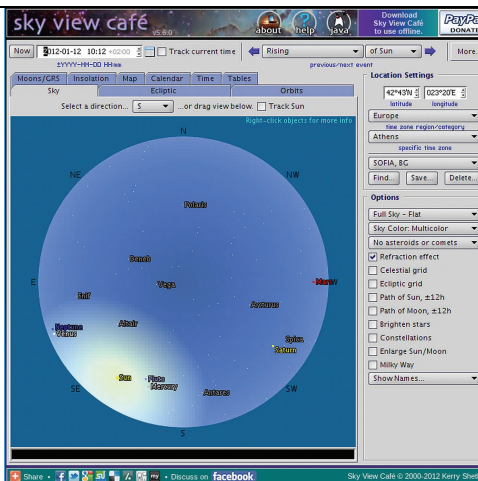 sky view café v5.6.0
about
help
java
Download
Sky View Café
to use offline.
PayPa
DONATE
Now
2012-01-12 10:12 +02:00
±YYYY-MM-DD HH:mm
Track current time
Rising
of Sun
More.
previous/next event
Moons/GRS Insolation Map Calendar Time Tables
Sky Ecliptic Orbits
Select a direction... S ...or drag view below. Track Sun
Right-click objects for more info
N
NE
NW
Polaris
Deneb
Vega
E
Mars
W
Enif
Arcturus
Altair
Neptune
Venus
Spica
Saturn
Sun
Pluto
Mercury
Antares
SE
SW
S
Location Settings
42°43'N 023°20'E
latitude longitude
Europe
time zone region/category
Athens
specific time zone
SOFIA, BG
Find... Save... Delete...
Options
Full Sky - Flat
Sky Color: Multicolor
No asteroids or comets
Refraction effect
Celestial grid
Ecliptic grid
Path of Sun, ±12h
Path of Moon, ±12h
Brighten stars
Constellations
Enlarge Sun/Moon
Milky Way
Show Names...
Share • Discuss on facebook
Sky View Café © 2000-2012 Kerry Shet